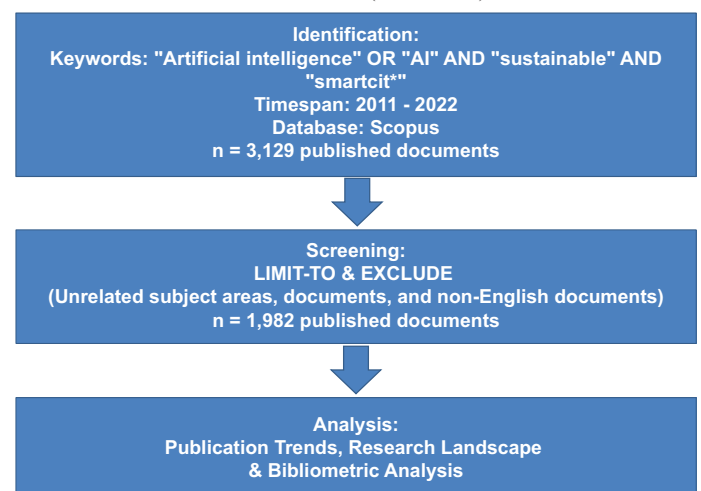 Identification:
Keywords: "Artificial intelligence" OR "AI" AND "sustainable" AND
"smartcit*"
Timespan: 2011 - 2022
Database: Scopus
n = 3,129 published documents
Screening:
LIMIT-TO & EXCLUDE
(Unrelated subject areas, documents, and non-English documents)
n = 1,982 published documents
Analysis:
Publication Trends, Research Landscape
& Bibliometric Analysis